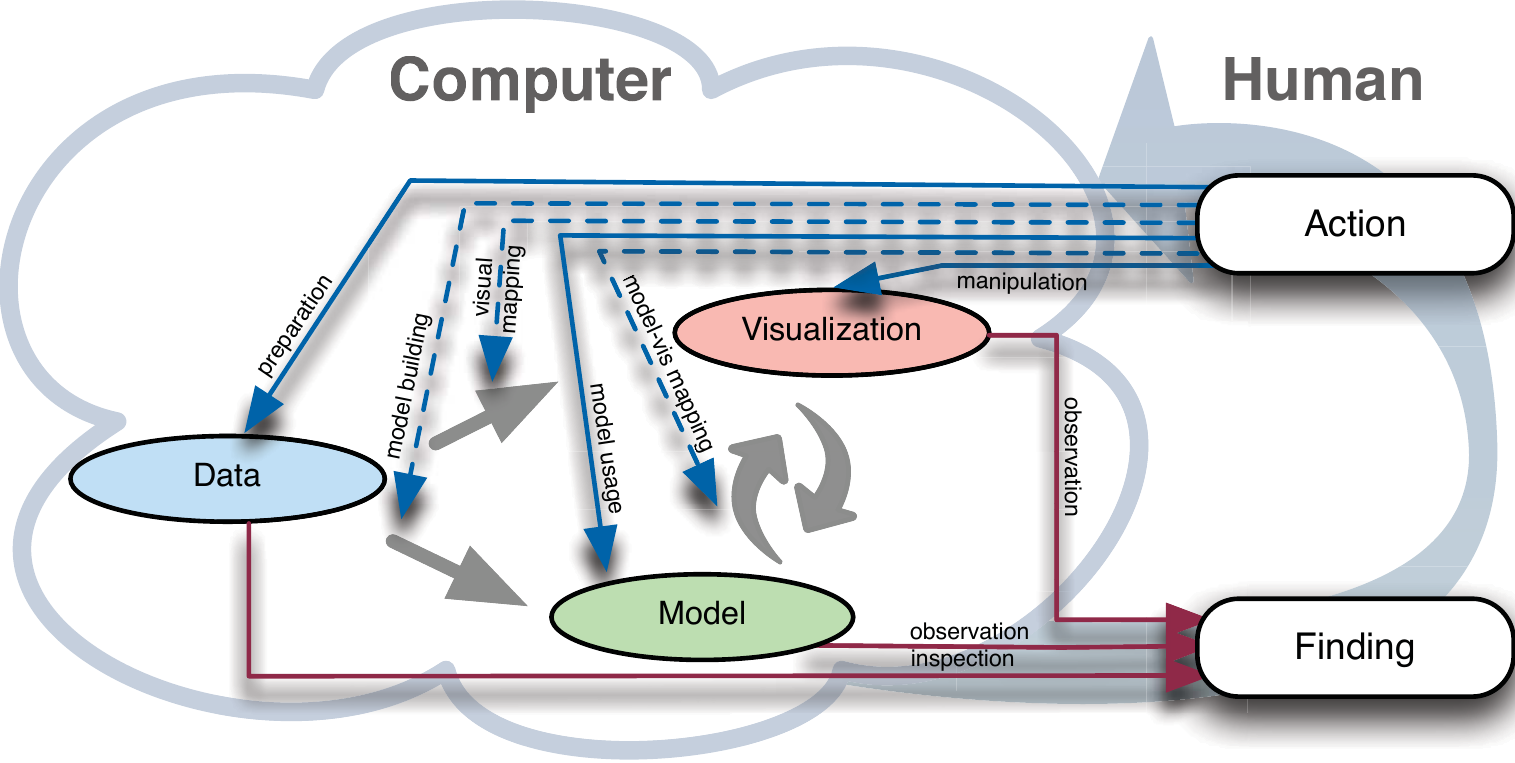 Computer
Human
Action
manipulation
preparation
model building
visual
mapping
model usage
model-vis mapping
Visualization
observation
Data
Model
observation
inspection
Finding